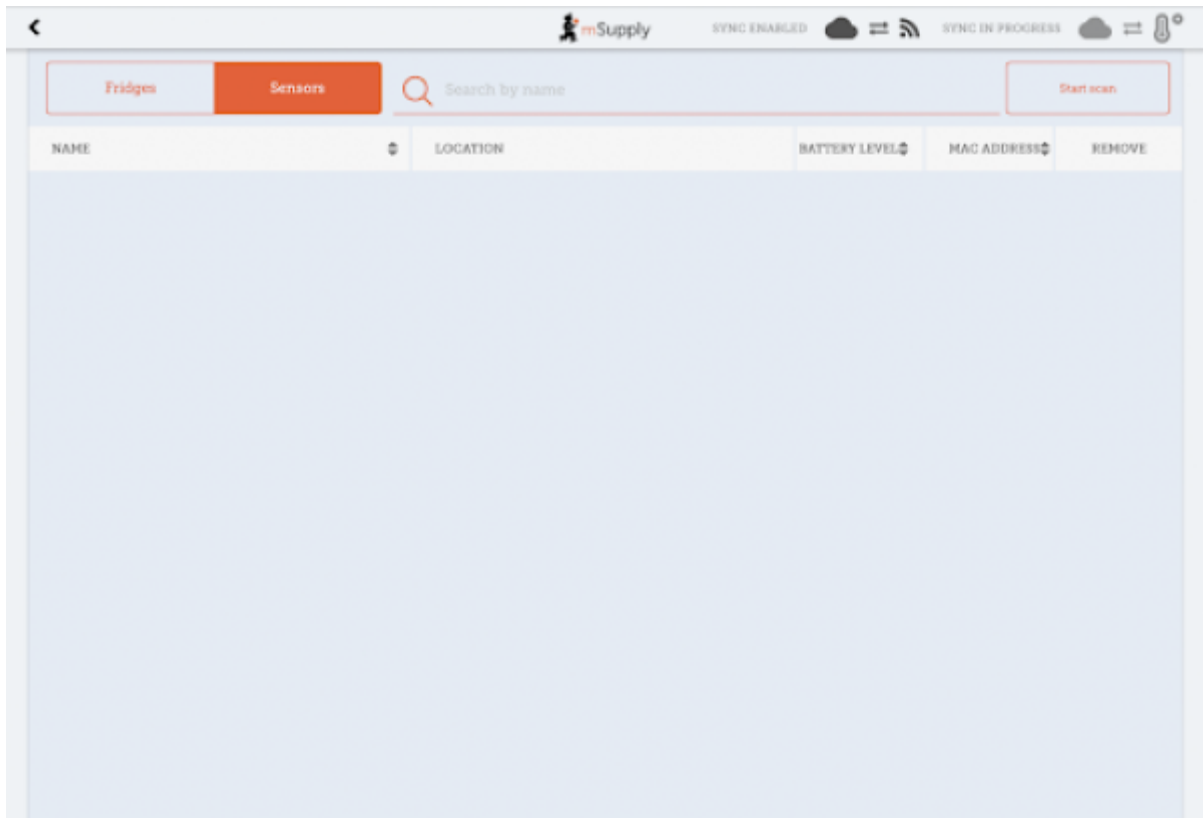 mSupply SYNC ENABLED SYNC IN PROGRESS
Fridges Sensors Search by name Start scan
NAME LOCATION BATTERY LEVEL MAC ADDRESS REMOVE